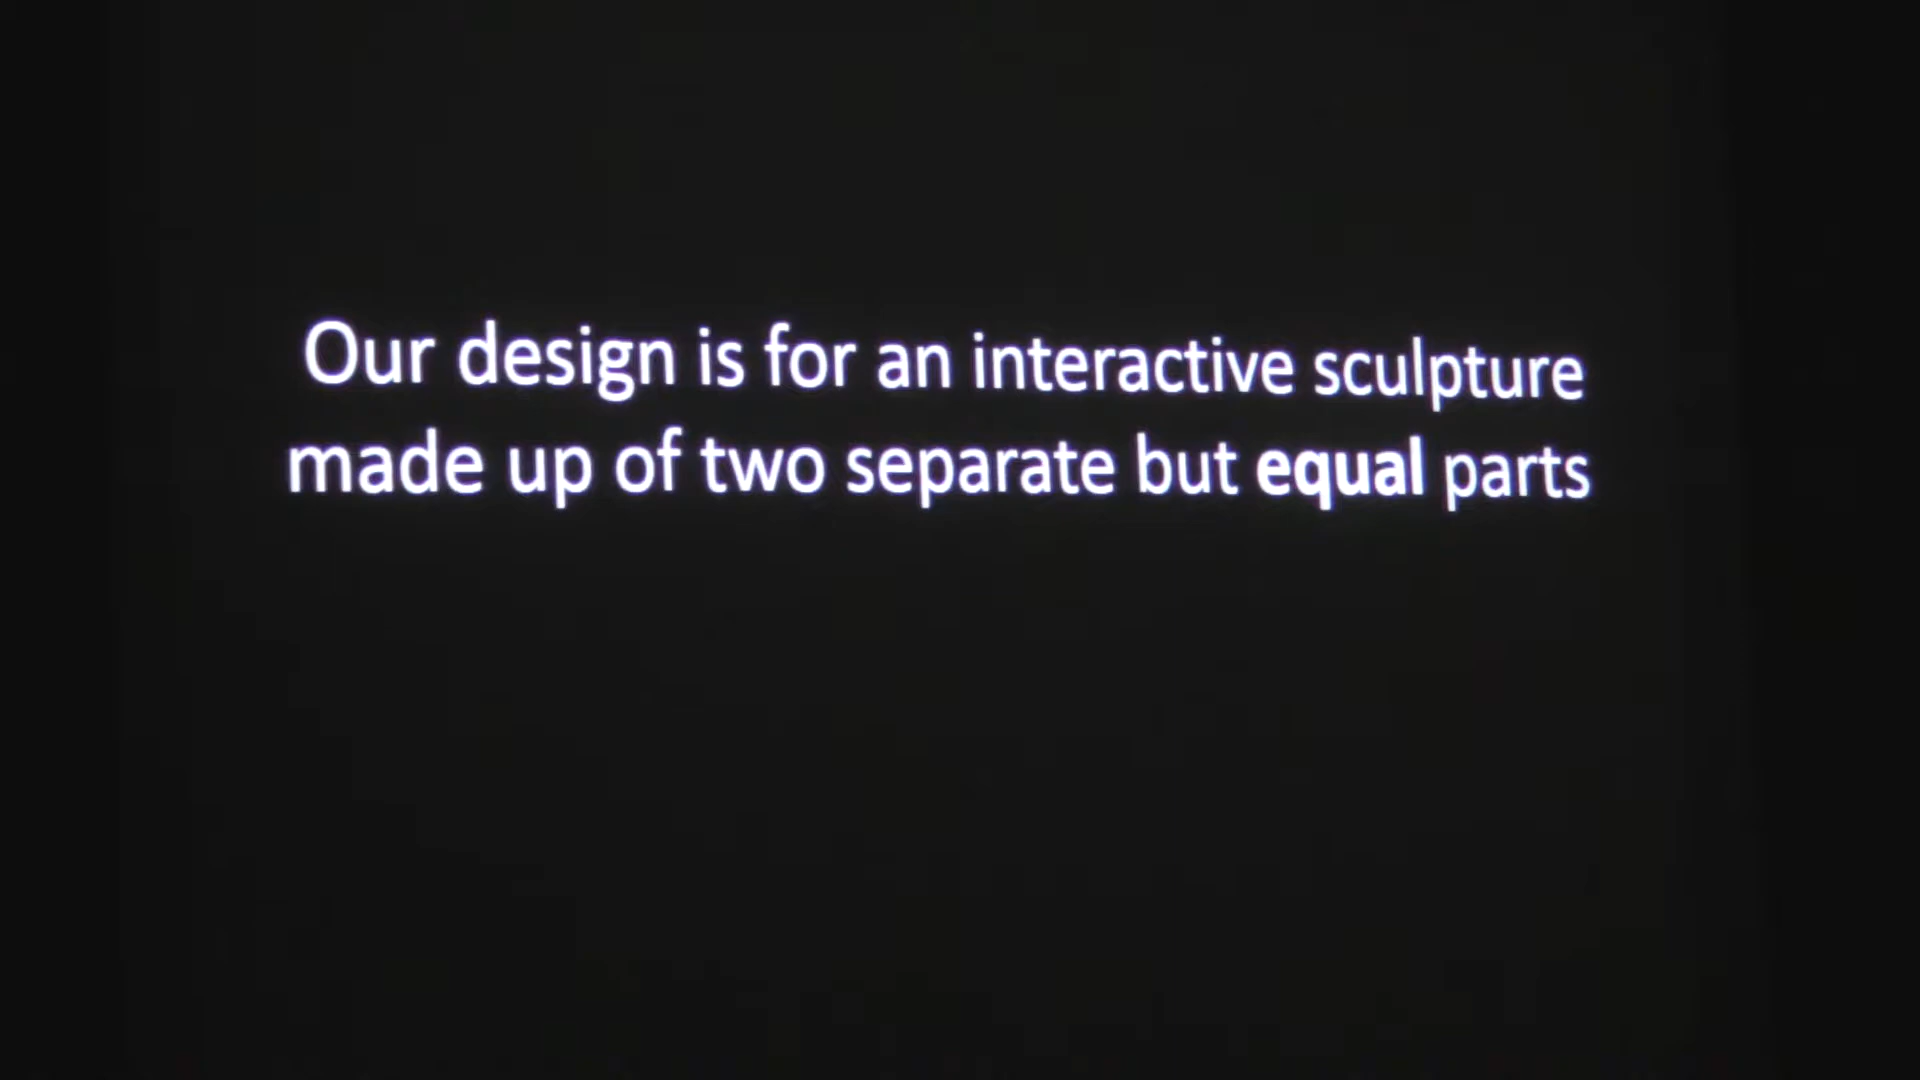 Our design is for an interactive sculpture
made up of two separate but equal parts